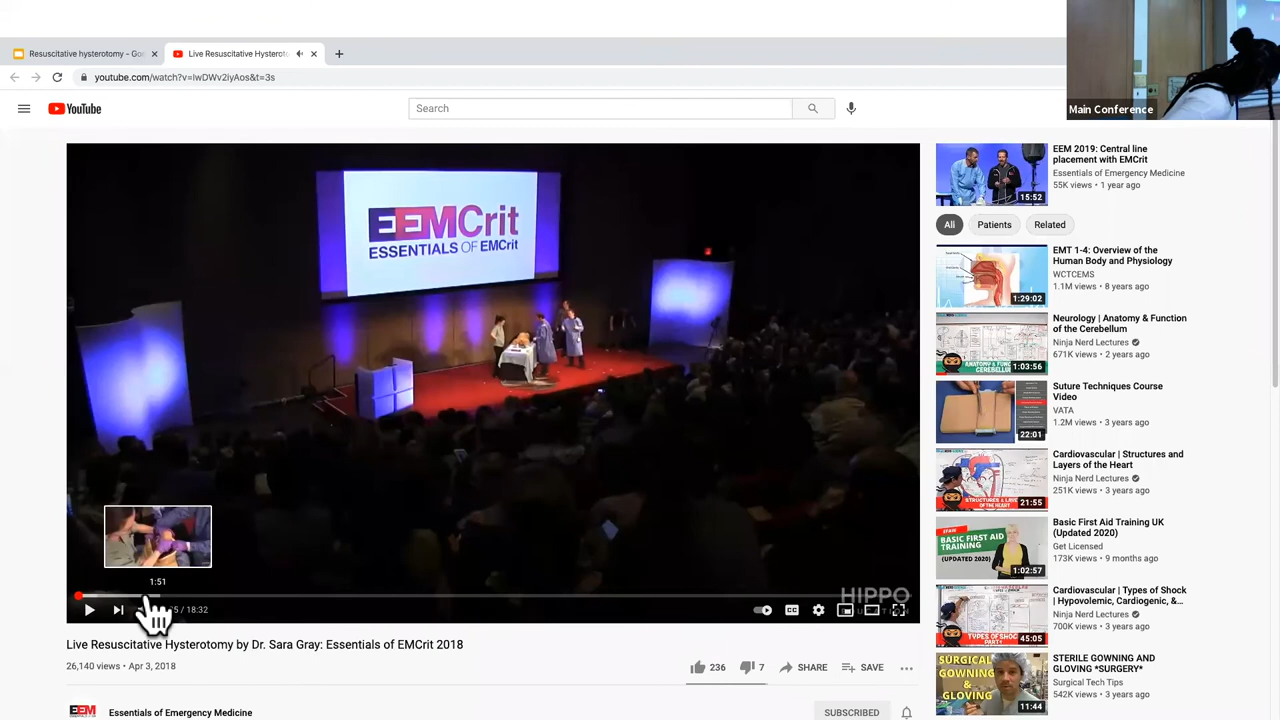 Resuscitative hysterotomy – Goo
Live Resuscitative Hysteroto
youtube.com/watch?v=lwDWv2iyAos&t=3s
Main Conference
YouTube
Search
EEMCrit
ESSENTIALS OF EMCrit
1:51
18:32
HIPPO
Live Resuscitative Hysterotomy by Dr. Sara Gray: Essentials of EMCrit 2018
26,140 views • Apr 3, 2018
236
7
SHARE
SAVE
EEM
Essentials of Emergency Medicine
SUBSCRIBED
EEM 2019: Central line
placement with EMCrit
Essentials of Emergency Medicine
55K views • 1 year ago
15:52
All
Patients
Related
EMT 1-4: Overview of the
Human Body and Physiology
WCTCEMS
1.1M views • 8 years ago
1:29:02
Neurology | Anatomy & Function
of the Cerebellum
Ninja Nerd Lectures
671K views • 2 years ago
1:03:56
Suture Techniques Course
Video
VATA
1.2M views • 3 years ago
22:01
Cardiovascular | Structures and
Layers of the Heart
Ninja Nerd Lectures
251K views • 3 years ago
21:55
Basic First Aid Training UK
(Updated 2020)
Get Licensed
173K views • 9 months ago
BASIC FIRST AID
TRAINING
(UPDATED 2020)
1:02:57
Cardiovascular | Types of Shock
| Hypovolemic, Cardiogenic, &...
Ninja Nerd Lectures
700K views • 3 years ago
TYPES OF SHOCK
45:05
STERILE GOWNING AND
GLOVING *SURGERY*
Surgical Tech Tips
542K views • 3 years ago
SURGICAL
GOWNING
&
GLOVING
11:44